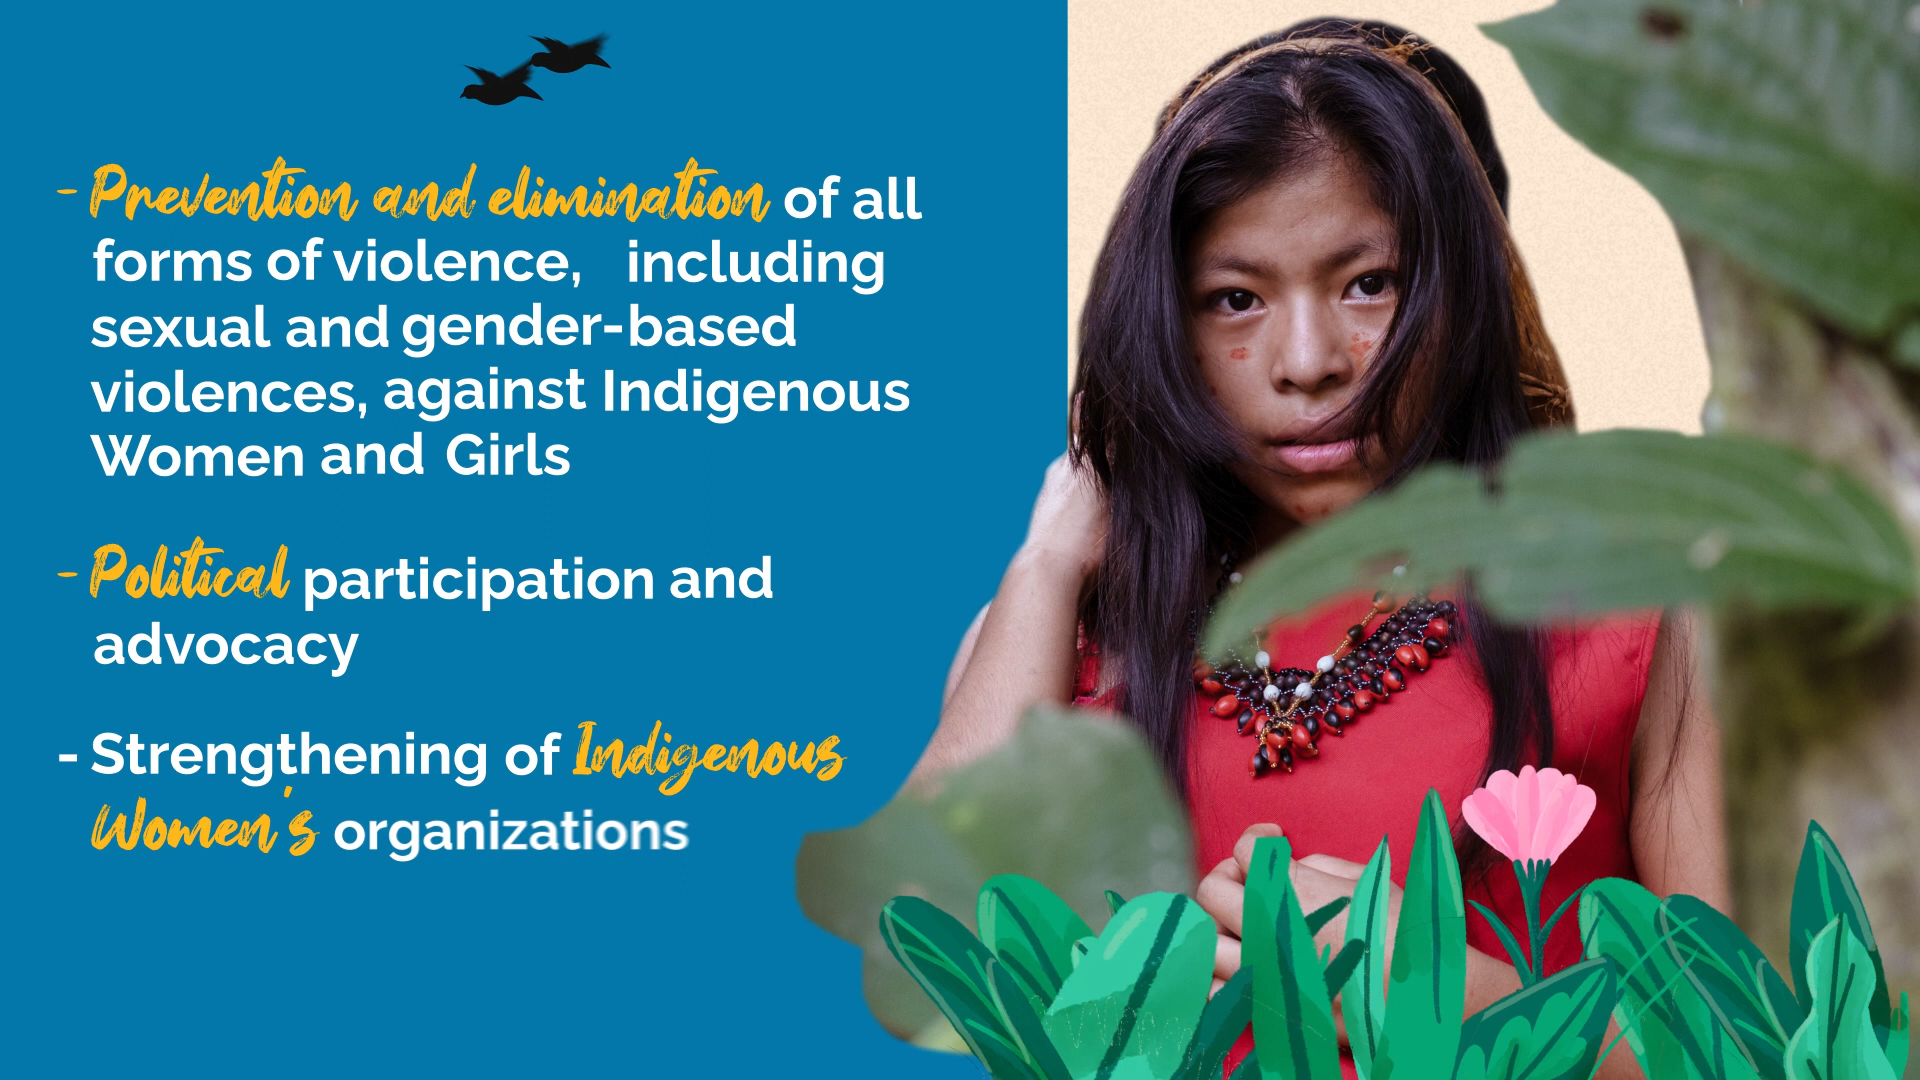 - Prevention and elimination of all
forms of violence, including
sexual and gender-based
violences, against Indigenous
Women and Girls
- Political participation and
advocacy
- Strengthening of Indigenous
Women's organizations